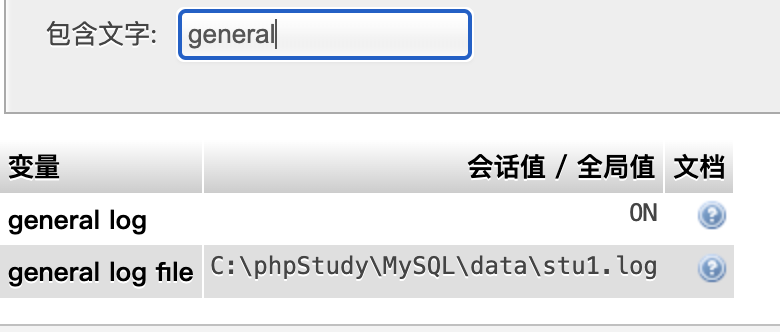 包含文字: general
变量 会话值 / 全局值 文档
general log ON
general log file C:\phpStudy\MySQL\data\stu1.log